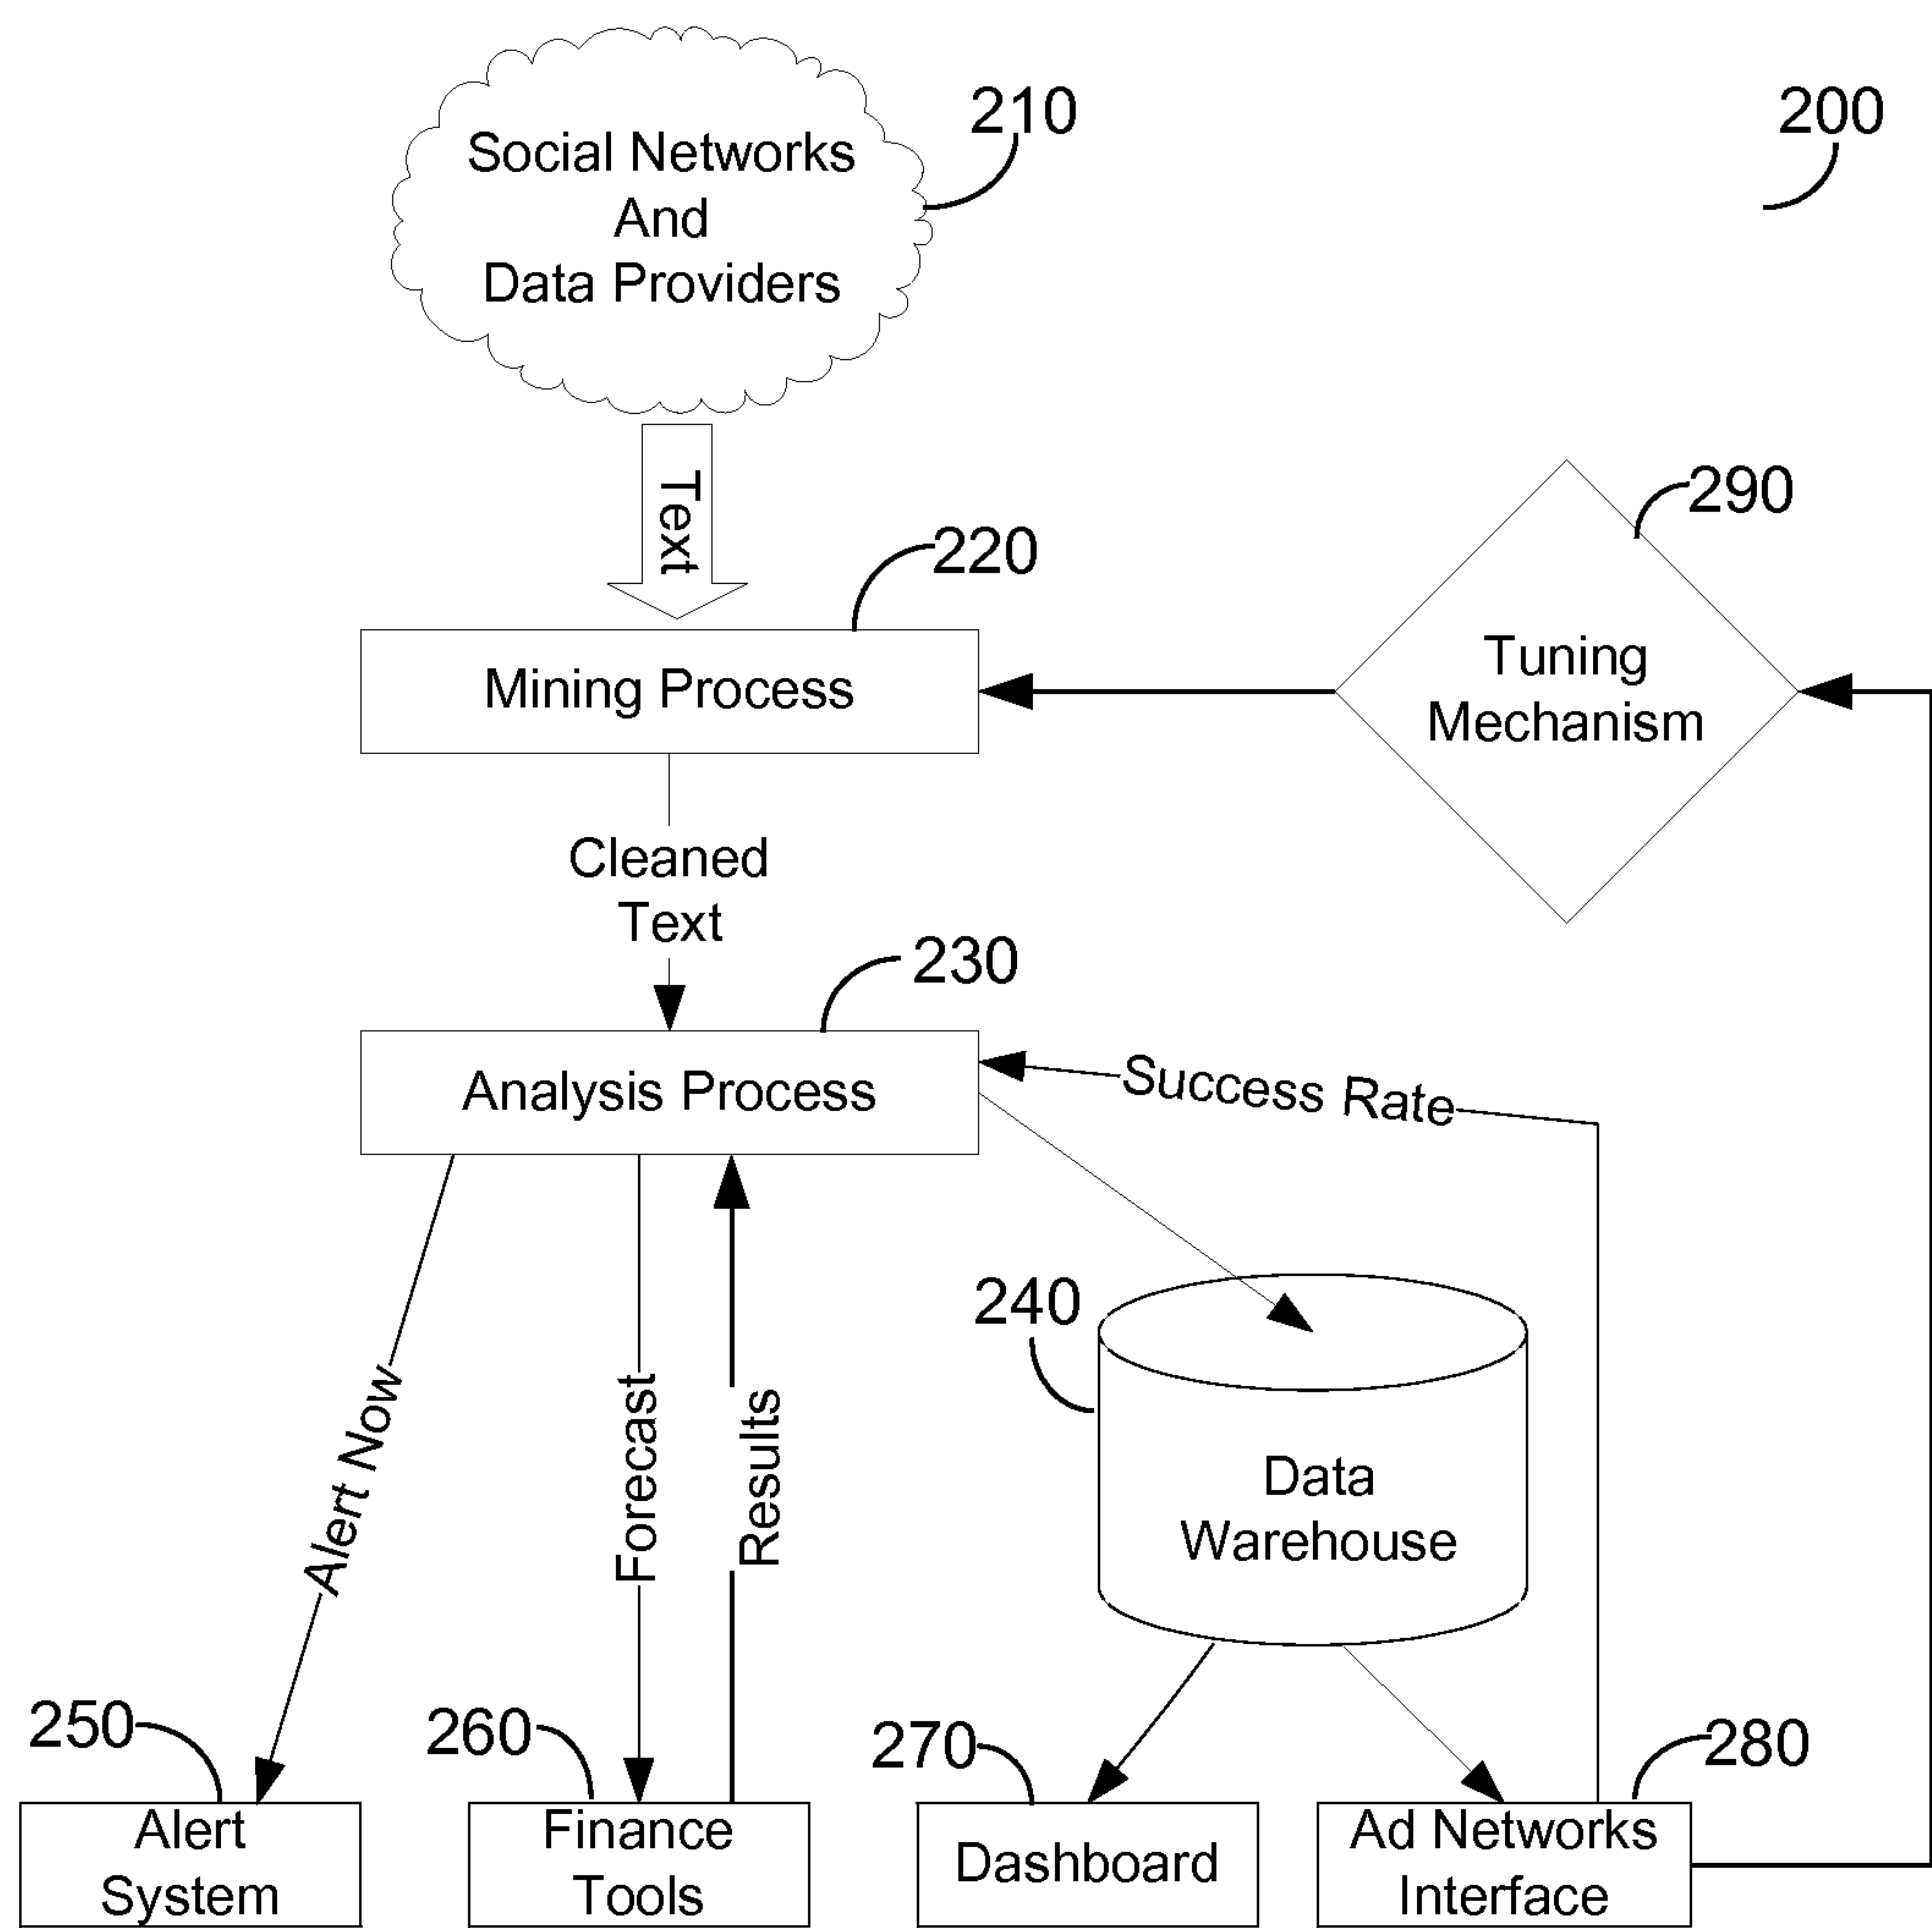 Social Networks
And
Data Providers
210
200
Text
220
290
Mining Process
Tuning
Mechanism
Cleaned
Text
230
Analysis Process
Success Rate
240
Alert Now
Forecast
Results
Data
Warehouse
250
260
270
280
Alert
System
Finance
Tools
Dashboard
Ad Networks
Interface